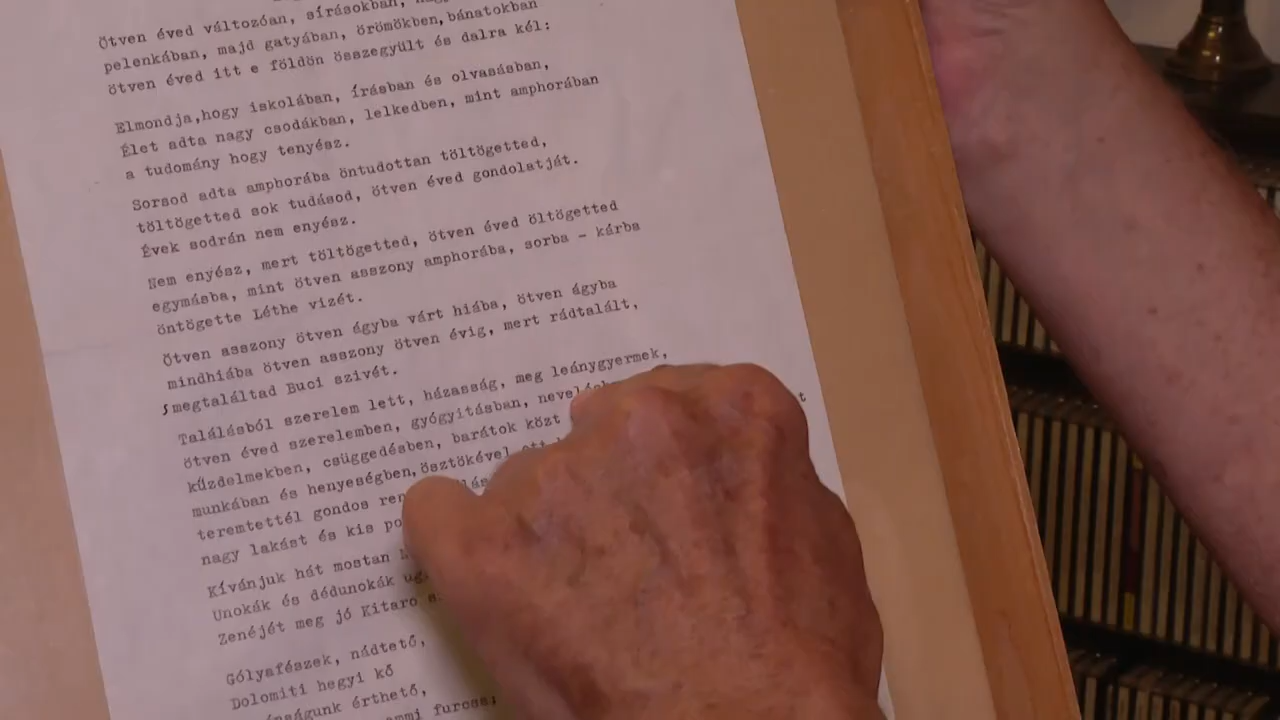 Ötven éved változóan, sírásokban,
pelenkában, majd gatyában, örömökben, bánatokban
ötven éved itt e földön összegyült és dalra kél:
Elmondja,hogy iskolában, írásban és olvasásban,
Élet adta nagy csodákban, lelkedben, mint amphorában
a tudomány hogy tenyész.
Sorsod adta amphorába öntudottan töltögetted,
töltögetted sok tudásod, ötven éved gondolatját.
Évek sodrán nem enyész.
Nem enyész, mert töltögetted, ötven éved öltögetted
egymásba, mint ötven asszony amphorába, sorba - kárba
öntögette Léthe vizét.
Ötven asszony ötven ágyba várt hiába, ötven ágyba
mindhiába ötven asszony ötven évig, mert rádtalált,
s megtaláltad Buci szivét.
Találásból szerelem lett, házasság, meg leánygyermek,
ötven éved szerelemben, gyógyitásban,
kűzdelmekben, csüggedésben, barátok közt
munkában és henyeségben, ösztökével
teremtettél gondos
nagy lakást és kis
Kívánjuk hát mostan
Unokák és dédunokák
Zenéjét meg jó Kitaro
Gólyafészek, nádtető,
Dolomiti hegyi kő
érthető,
furcsa;